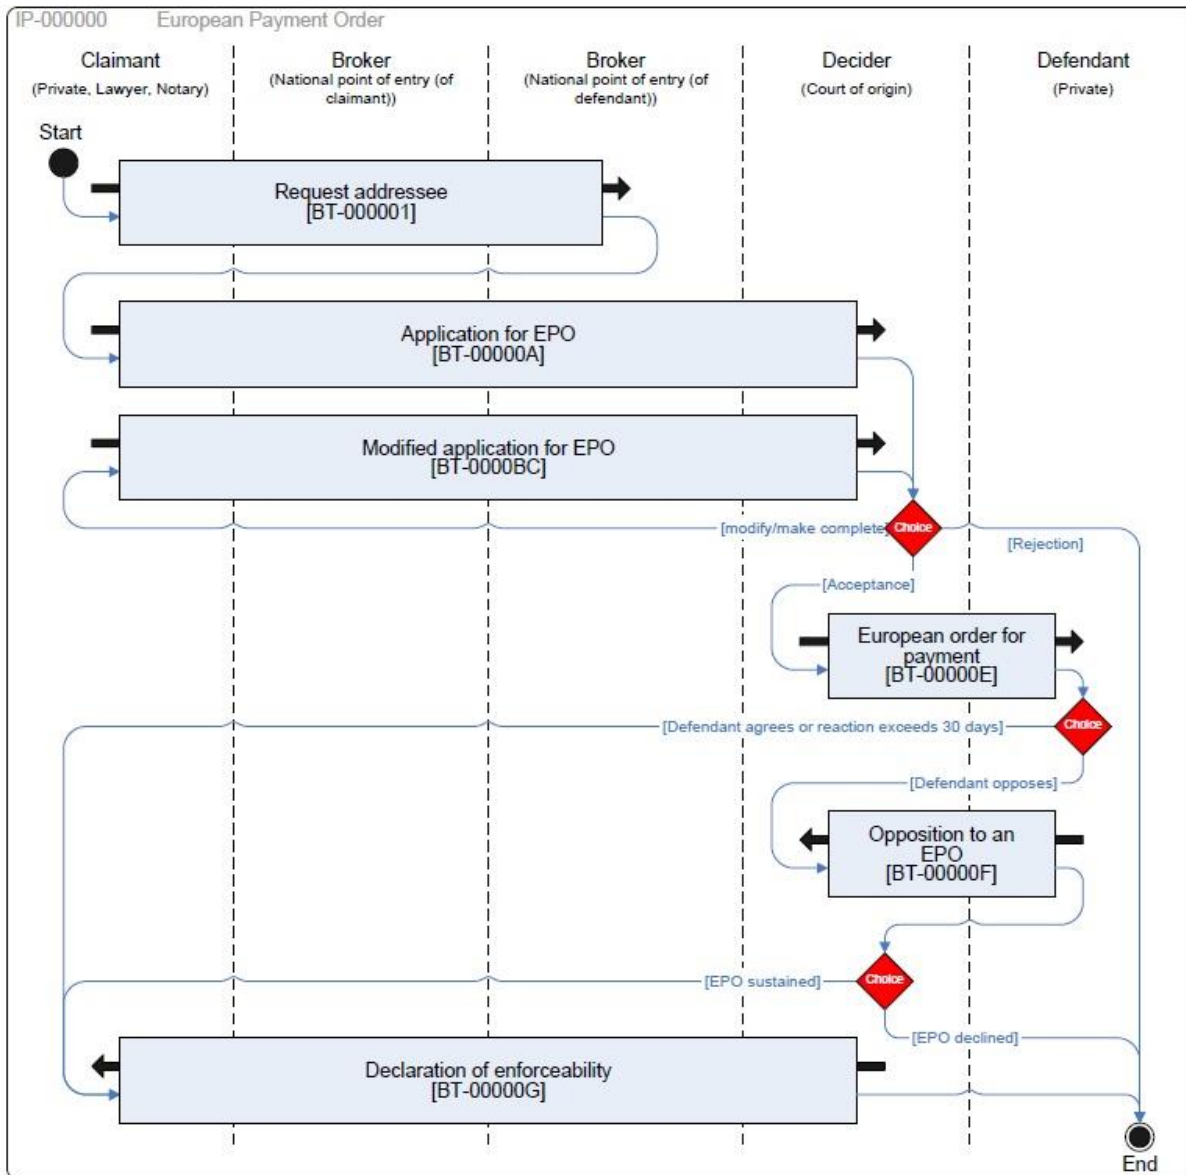 IP-000000 European Payment Order
Claimant
(Private, Lawyer, Notary)
Broker
(National point of entry (of
claimant))
Broker
(National point of entry (of
defendant))
Decider
(Court of origin)
Defendant
(Private)
Start
Request addressee
[BT-000001]
Application for EPO
[BT-00000A]
Modified application for EPO
[BT-0000BC]
[modify/make complete]
Choice
[Rejection]
[Acceptance]
European order for
payment
[BT-00000E]
[Defendant agrees or reaction exceeds 30 days]
Choice
[Defendant opposes]
Opposition to an
EPO
[BT-00000F]
[EPO sustained]
Choice
[EPO declined]
Declaration of enforceability
[BT-00000G]
End